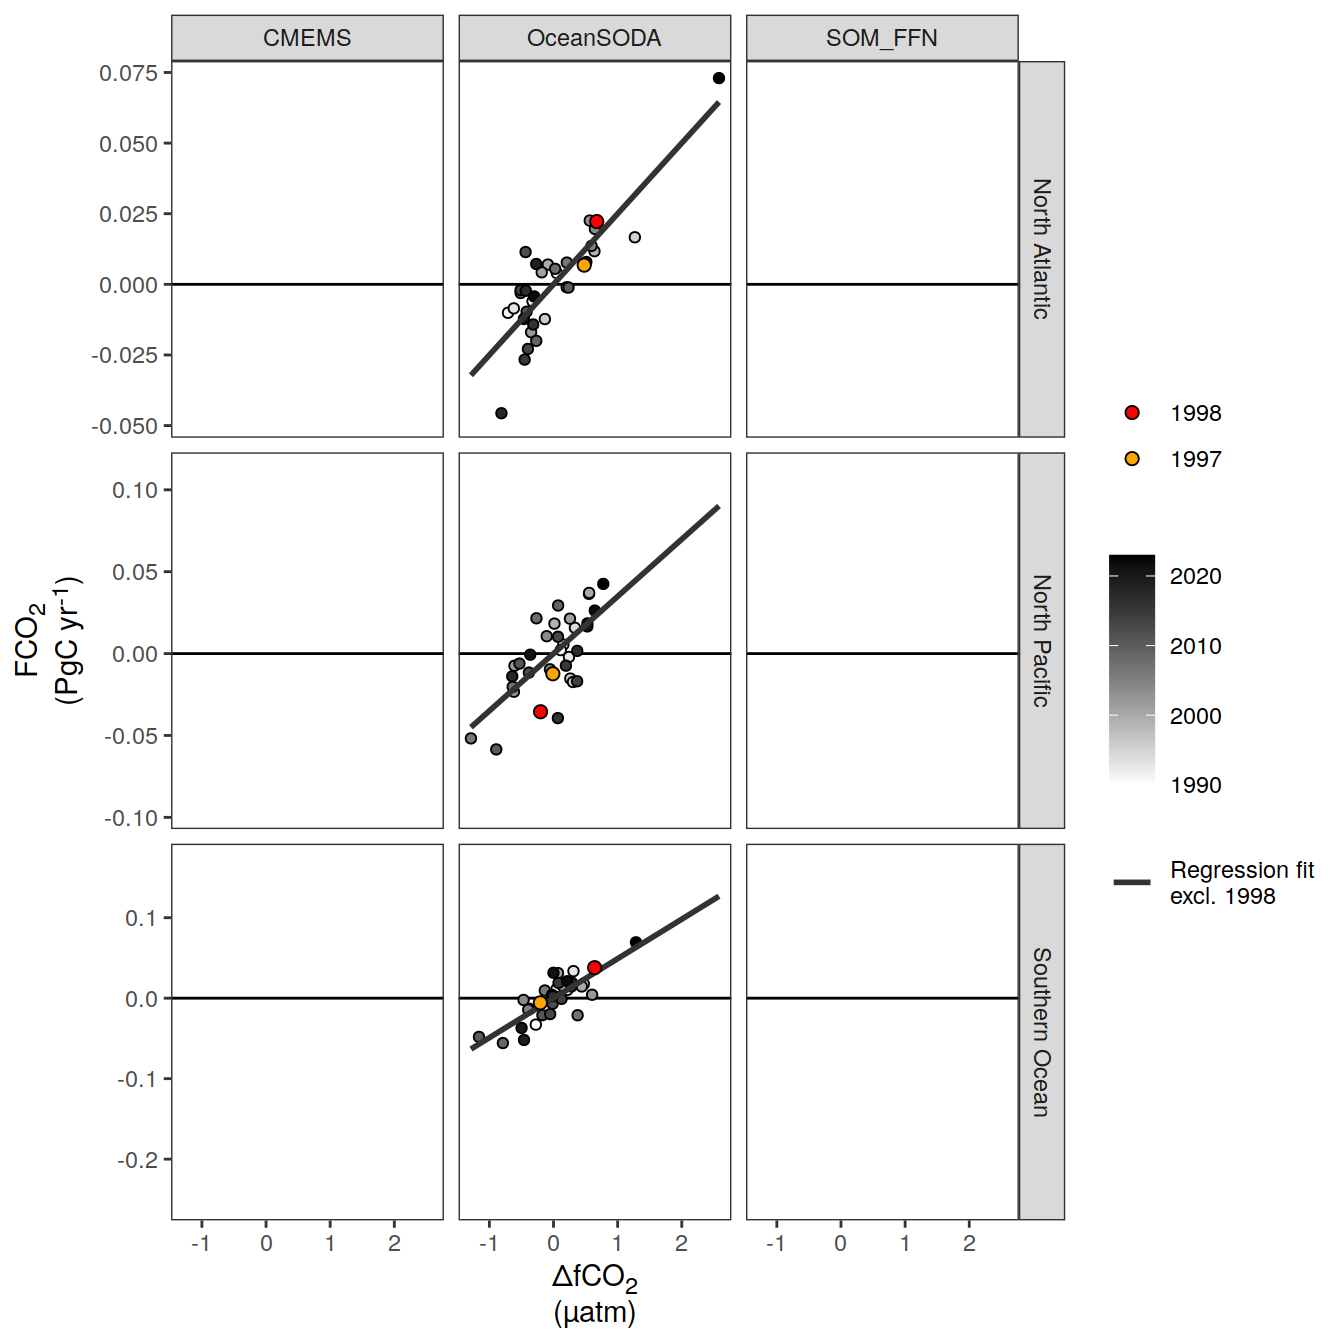 CMEMS
OceanSODA
SOM_FFN
0.075
0.050
0.025
0.000
-0.025
-0.050
North Atlantic
0.10
0.05
0.00
-0.05
-0.10
North Pacific
0.1
0.0
-0.1
-0.2
Southern Ocean
-1 0 1 2
-1 0 1 2
-1 0 1 2
FCO₂
(PgC yr⁻¹)
ΔfCO₂
(µatm)
1998
1997
2020
2010
2000
1990
Regression fit
excl. 1998